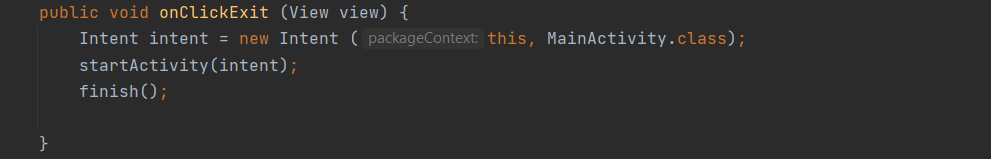 public void onClickExit (View view) {
Intent intent = new Intent ( packageContext: this, MainActivity.class);
startActivity(intent);
finish();
}